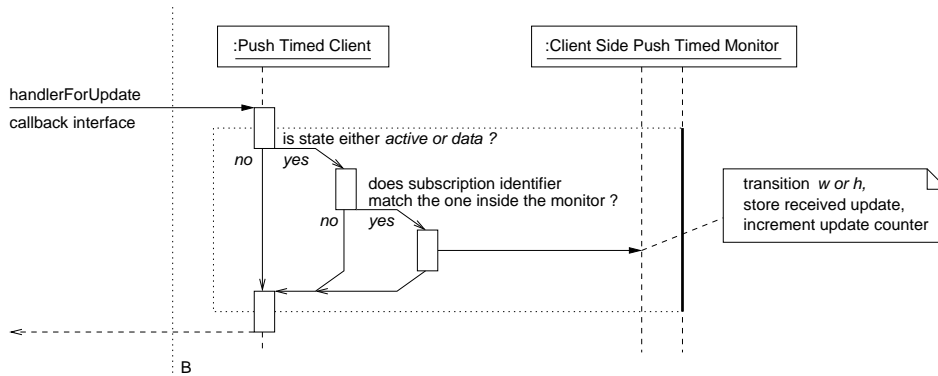 :Push Timed Client
:Client Side Push Timed Monitor
handlerForUpdate
callback interface
is state either active or data ?
no
yes
does subscription identifier
match the one inside the monitor ?
no
yes
transition w or h,
store received update,
increment update counter
B